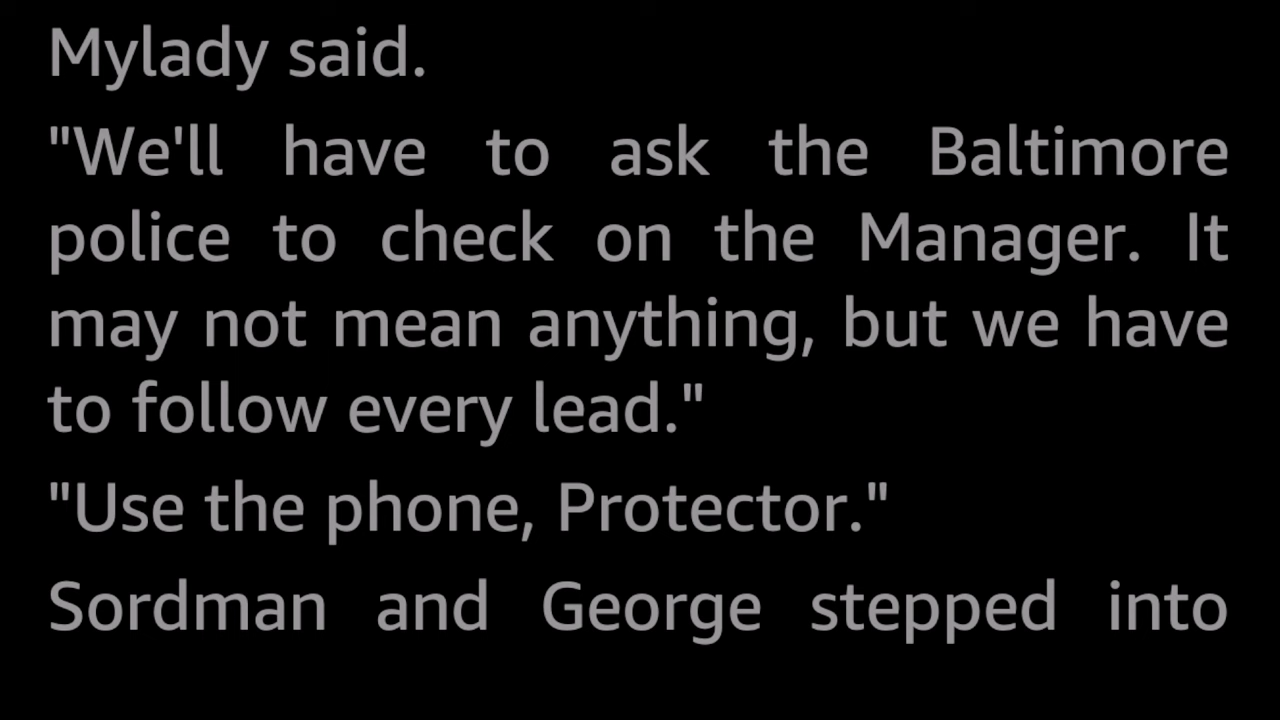 Mylady said.
"We'll have to ask the Baltimore
police to check on the Manager. It
may not mean anything, but we have
to follow every lead."
"Use the phone, Protector."
Sordman and George stepped into